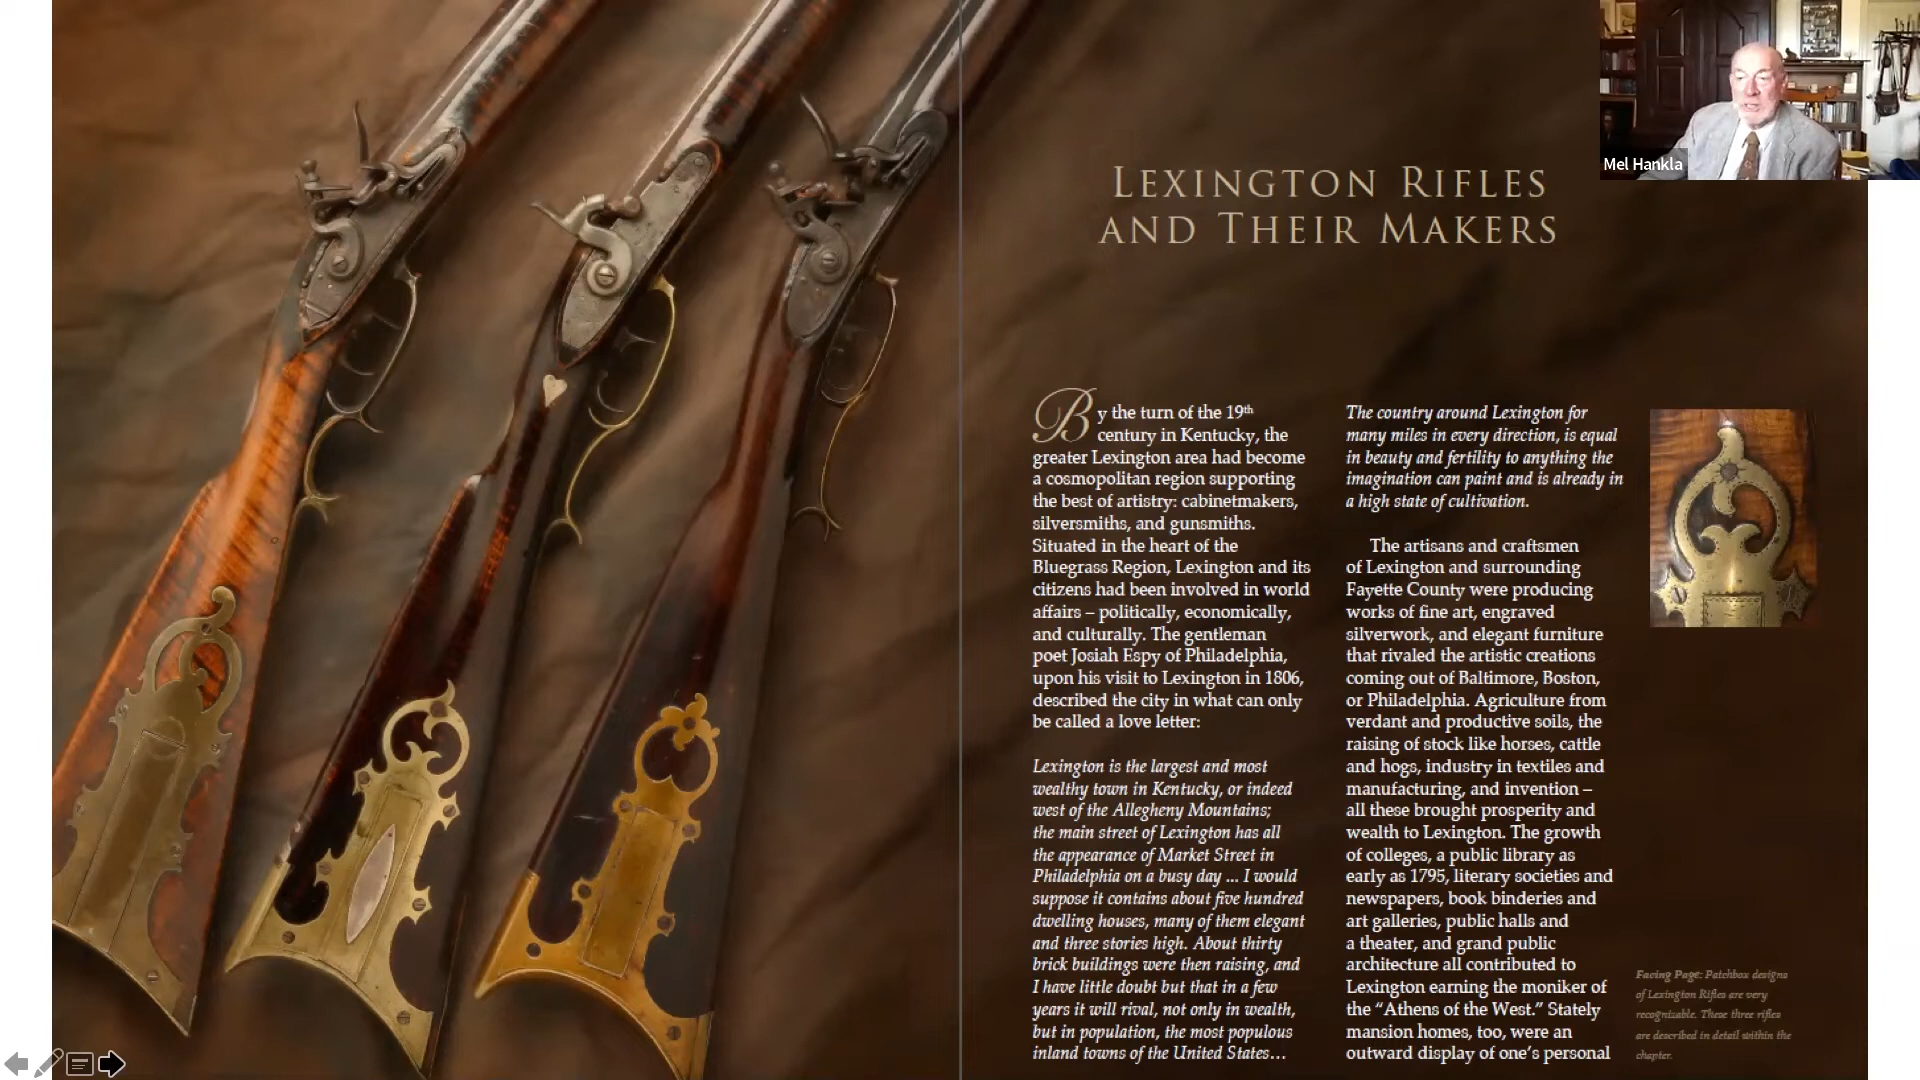 Mel Hankla
LEXINGTON RIFLES
AND THEIR MAKERS
By the turn of the 19th
century in Kentucky, the
greater Lexington area had become
a cosmopolitan region supporting
the best of artistry: cabinetmakers,
silversmiths, and gunsmiths.
Situated in the heart of the
Bluegrass Region, Lexington and its
citizens had been involved in world
affairs – politically, economically,
and culturally. The gentleman
poet Josiah Espy of Philadelphia,
upon his visit to Lexington in 1806,
described the city in what can only
be called a love letter:
Lexington is the largest and most
wealthy town in Kentucky, or indeed
west of the Allegheny Mountains;
the main street of Lexington has all
the appearance of Market Street in
Philadelphia on a busy day ... I would
suppose it contains about five hundred
dwelling houses, many of them elegant
and three stories high. About thirty
brick buildings were then raising, and
I have little doubt but that in a few
years it will rival, not only in wealth,
but in population, the most populous
inland towns of the United States…
The country around Lexington for
many miles in every direction, is equal
in beauty and fertility to anything the
imagination can paint and is already in
a high state of cultivation.
The artisans and craftsmen
of Lexington and surrounding
Fayette County were producing
works of fine art, engraved
silverwork, and elegant furniture
that rivaled the artistic creations
coming out of Baltimore, Boston,
or Philadelphia. Agriculture from
verdant and productive soils, the
raising of stock like horses, cattle
and hogs, industry in textiles and
manufacturing, and invention –
all these brought prosperity and
wealth to Lexington. The growth
of colleges, a public library as
early as 1795, literary societies and
newspapers, book binderies and
art galleries, public halls and
a theater, and grand public
architecture all contributed to
Lexington earning the moniker of
the “Athens of the West.” Stately
mansion homes, too, were an
outward display of one’s personal
Facing Page: Patchbox designs
of Lexington Rifles are very
recognizable. These three rifles
are described in detail within the
chapter.